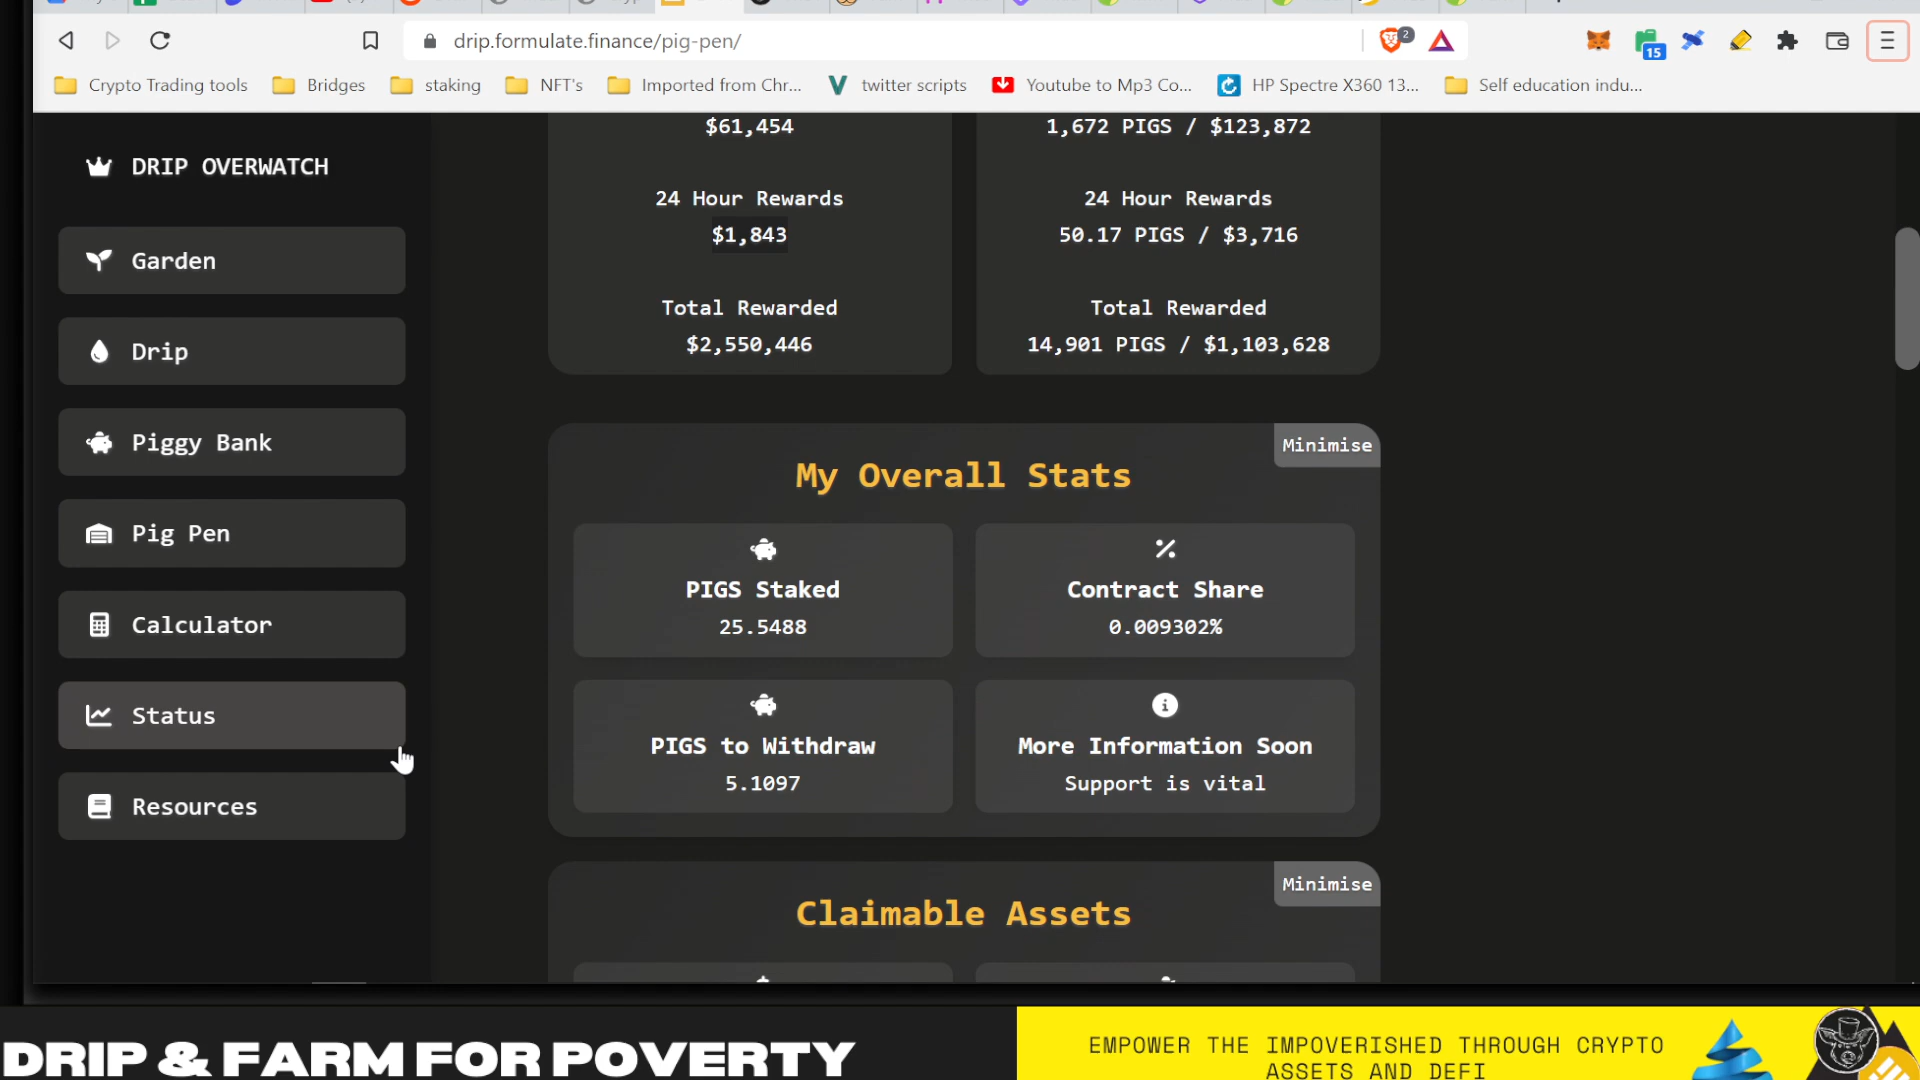 drip.formulate.finance/pig-pen/
2
15
Crypto Trading tools
Bridges
staking
NFT's
Imported from Chr...
twitter scripts
Youtube to Mp3 Co...
HP Spectre X360 13...
Self education indu...
DRIP OVERWATCH
Garden
Drip
Piggy Bank
Pig Pen
Calculator
Status
Resources
$61,454
24 Hour Rewards
$1,843
Total Rewarded
$2,550,446
1,672 PIGS / $123,872
24 Hour Rewards
50.17 PIGS / $3,716
Total Rewarded
14,901 PIGS / $1,103,628
Minimise
My Overall Stats
PIGS Staked
25.5488
Contract Share
0.009302%
PIGS to Withdraw
5.1097
More Information Soon
Support is vital
Minimise
Claimable Assets
DRIP & FARM FOR POVERTY
EMPOWER THE IMPOVERISHED THROUGH CRYPTO
ASSETS AND DEFI